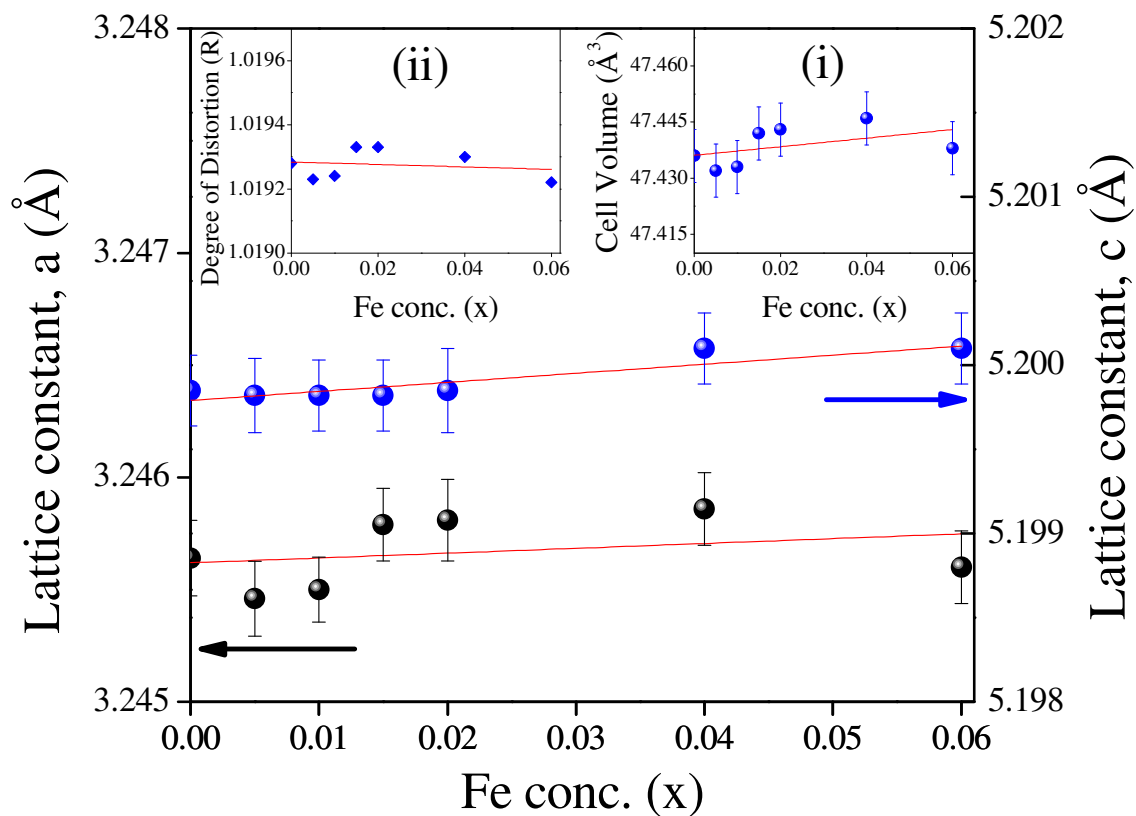 Lattice constant, a (Å)
3.248
3.247
3.246
3.245
0.00 0.01 0.02 0.03 0.04 0.05 0.06
Fe conc. (x)
Lattice constant, c (Å)
5.202
5.201
5.200
5.199
5.198
(ii)
Degree of Distortion (R)
1.0196
1.0194
1.0192
1.0190
0.00 0.02 0.04 0.06
Fe conc. (x)
(i)
Cell Volume (Å³)
47.460
47.445
47.430
47.415
0.00 0.02 0.04 0.06
Fe conc. (x)